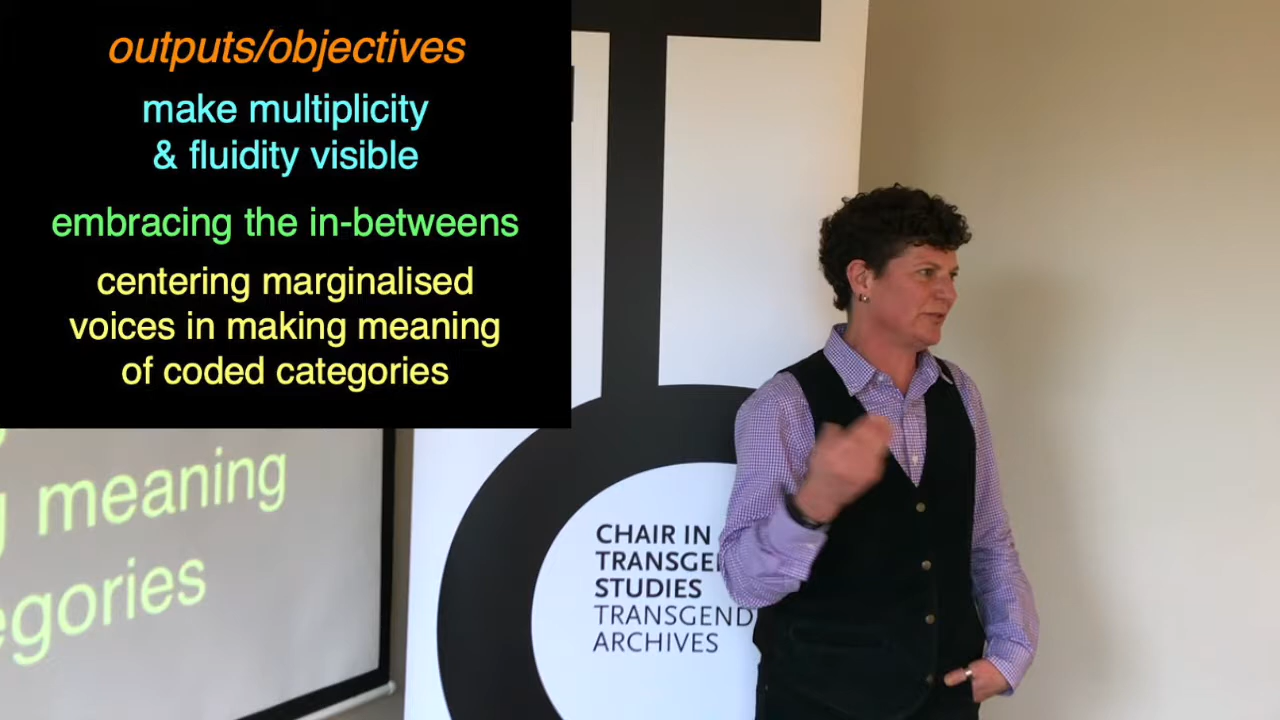 outputs/objectives
make multiplicity
& fluidity visible
embracing the in-betweens
centering marginalised
voices in making meaning
of coded categories
meaning
egories
CHAIR IN
TRANSGE
STUDIES
TRANSGEND
ARCHIVES